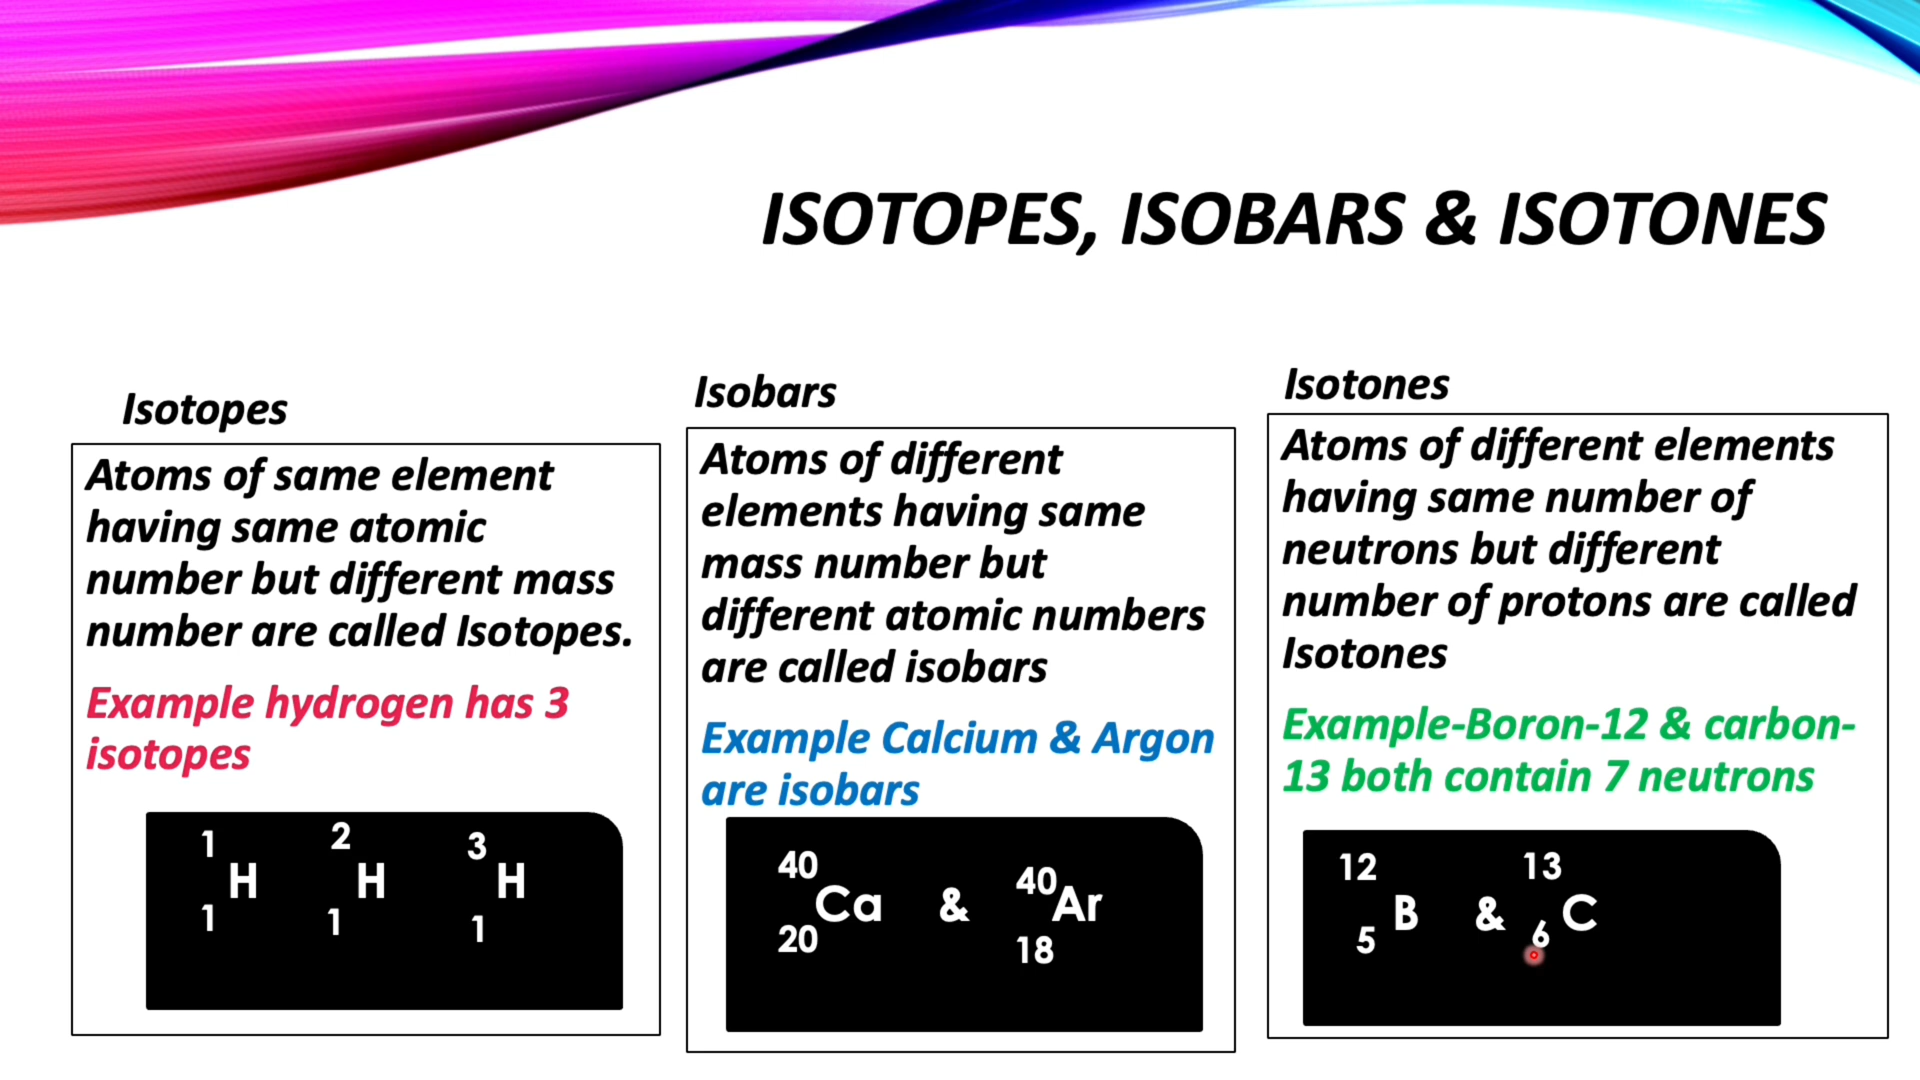 ISOTOPES, ISOBARS & ISOTONES
Isotopes
Atoms of same element
having same atomic
number but different mass
number are called Isotopes.
Example hydrogen has 3
isotopes
1 2 3
H H H
1 1 1
Isobars
Atoms of different
elements having same
mass number but
different atomic numbers
are called isobars
Example Calcium & Argon
are isobars
40 40
Ca & Ar
20 18
Isotones
Atoms of different elements
having same number of
neutrons but different
number of protons are called
Isotones
Example-Boron-12 & carbon-
13 both contain 7 neutrons
12 13
B & C
5 6